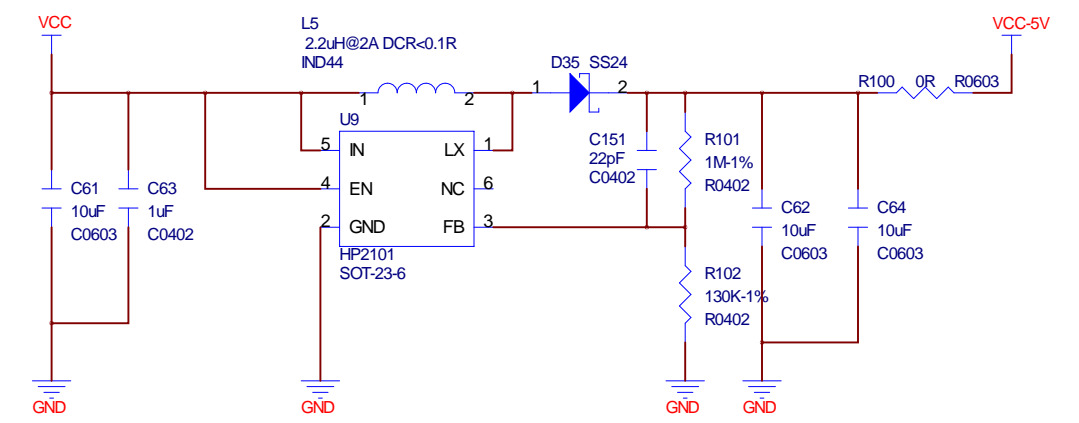 VCC
L5
2.2uH@2A DCR<0.1R
IND44
VCC-5V
D35 SS24
R100 0R R0603
1 2
1 2
U9
5 IN LX 1
4 EN NC 6
2 GND FB 3
HP2101
SOT-23-6
C61
10uF
C0603
C63
1uF
C0402
C151
22pF
C0402
R101
1M-1%
R0402
R102
130K-1%
R0402
C62
10uF
C0603
C64
10uF
C0603
GND
GND
GND
GND